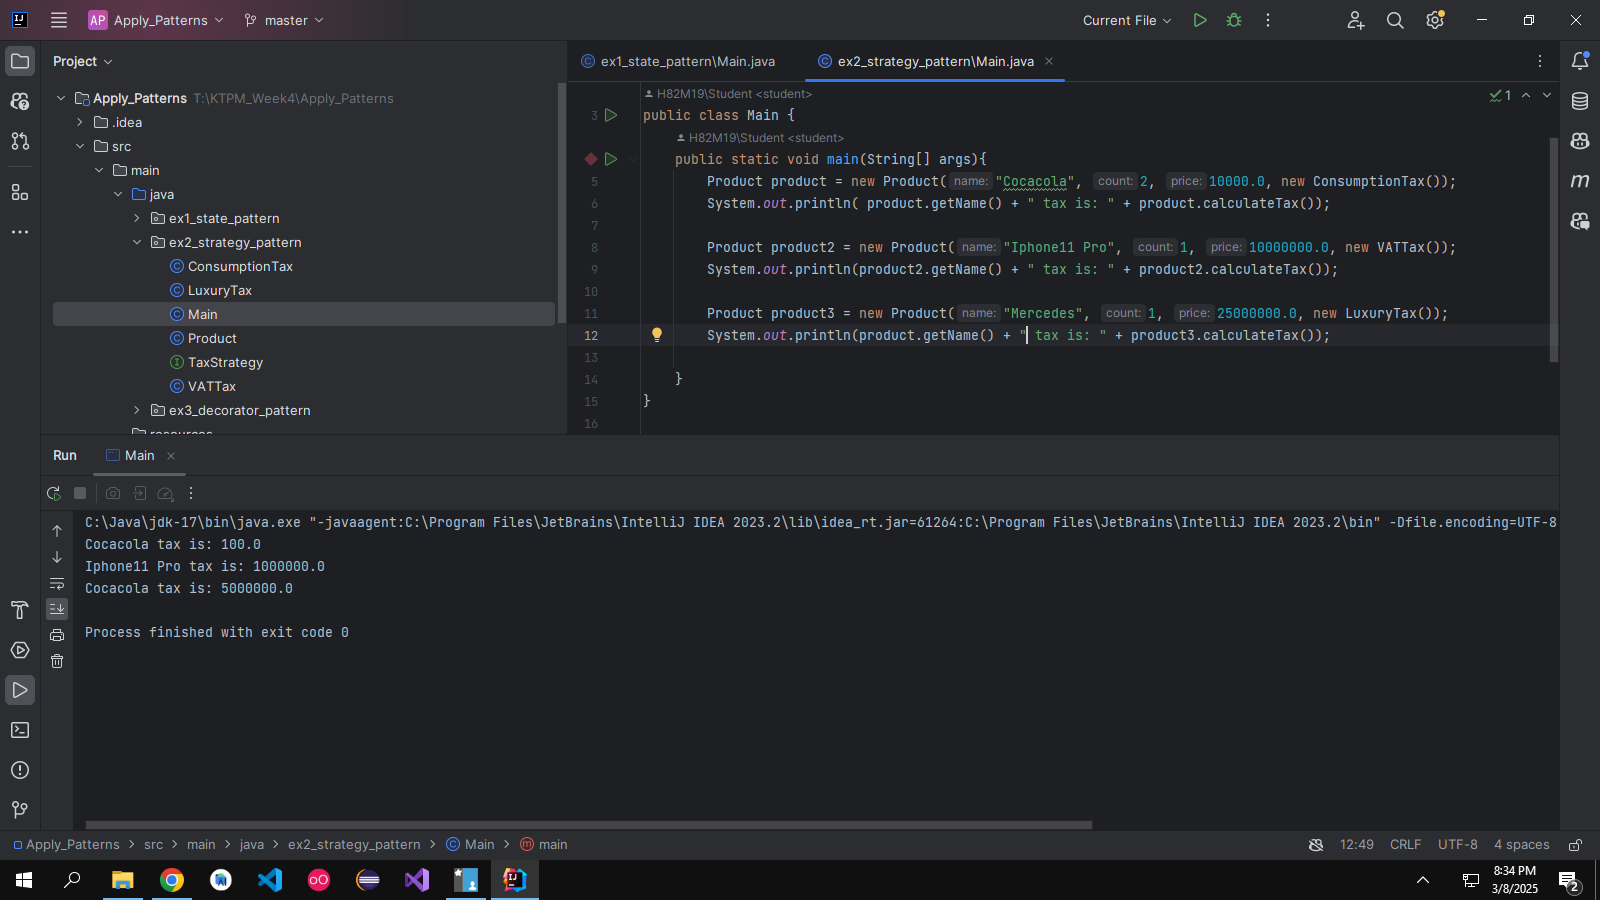 AP Apply_Patterns master Current File
Project
ex1_state_pattern\Main.java ex2_strategy_pattern\Main.java
Apply_Patterns T:\KTPM_Week4\Apply_Patterns
.idea
src
main
java
ex1_state_pattern
ex2_strategy_pattern
ConsumptionTax
LuxuryTax
Main
Product
TaxStrategy
VATTax
ex3_decorator_pattern
resources
H82M19\Student <student>
1
3 public class Main {
H82M19\Student <student>
public static void main(String[] args){
5 Product product = new Product( name: "Cocacola", count: 2, price: 10000.0, new ConsumptionTax());
6 System.out.println( product.getName() + " tax is: " + product.calculateTax());
7
8 Product product2 = new Product( name: "Iphone11 Pro", count: 1, price: 10000000.0, new VATTax());
9 System.out.println(product2.getName() + " tax is: " + product2.calculateTax());
10
11 Product product3 = new Product( name: "Mercedes", count: 1, price: 25000000.0, new LuxuryTax());
12 System.out.println(product.getName() + " tax is: " + product3.calculateTax());
13
14 }
15 }
16
Run Main
C:\Java\jdk-17\bin\java.exe "-javaagent:C:\Program Files\JetBrains\IntelliJ IDEA 2023.2\lib\idea_rt.jar=61264:C:\Program Files\JetBrains\IntelliJ IDEA 2023.2\bin" -Dfile.encoding=UTF-8
Cocacola tax is: 100.0
Iphone11 Pro tax is: 1000000.0
Cocacola tax is: 5000000.0
Process finished with exit code 0
Apply_Patterns src main java ex2_strategy_pattern Main main 12:49 CRLF UTF-8 4 spaces
8:34 PM
3/8/2025
2